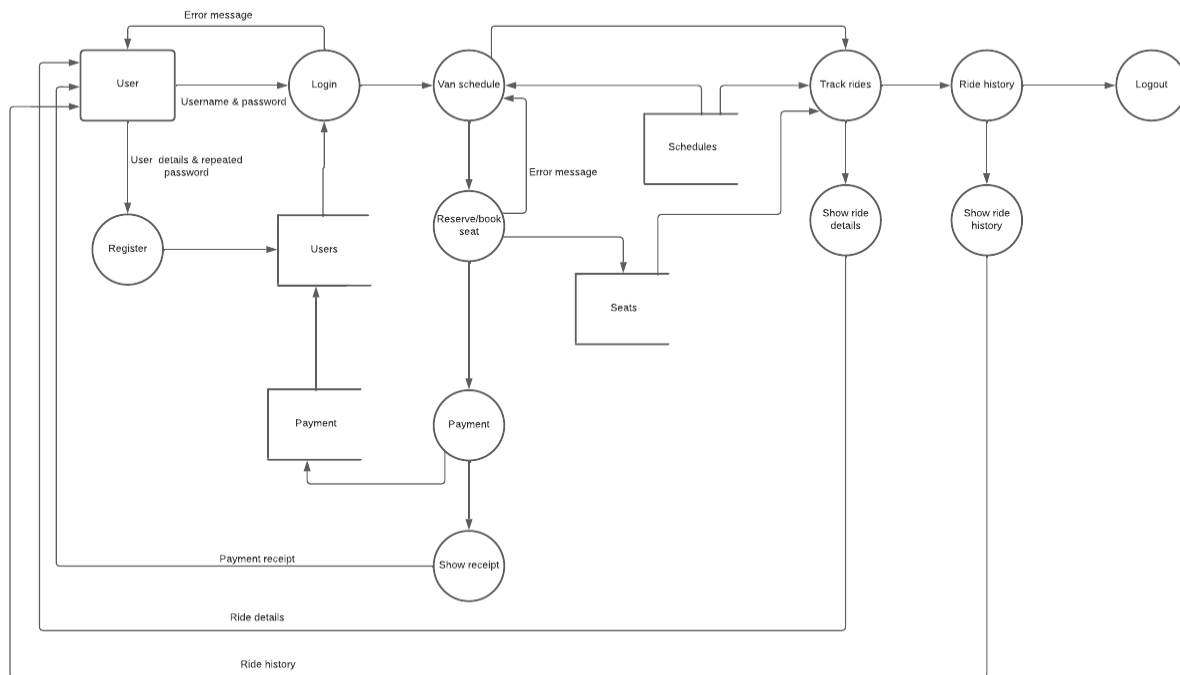 Error message
User
Login
Van schedule
Track rides
Ride history
Logout
Username & password
Schedules
User details & repeated
password
Error message
Reserve/book
seat
Show ride
details
Show ride
history
Register
Users
Seats
Payment
Payment
Payment receipt
Show receipt
Ride details
Ride history